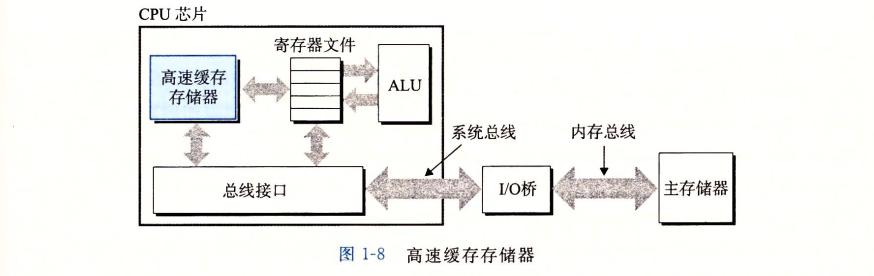 CPU 芯片
寄存器文件
高速缓存
存储器
ALU
系统总线
内存总线
总线接口
I/O桥
主存储器
图 1-8 高速缓存存储器